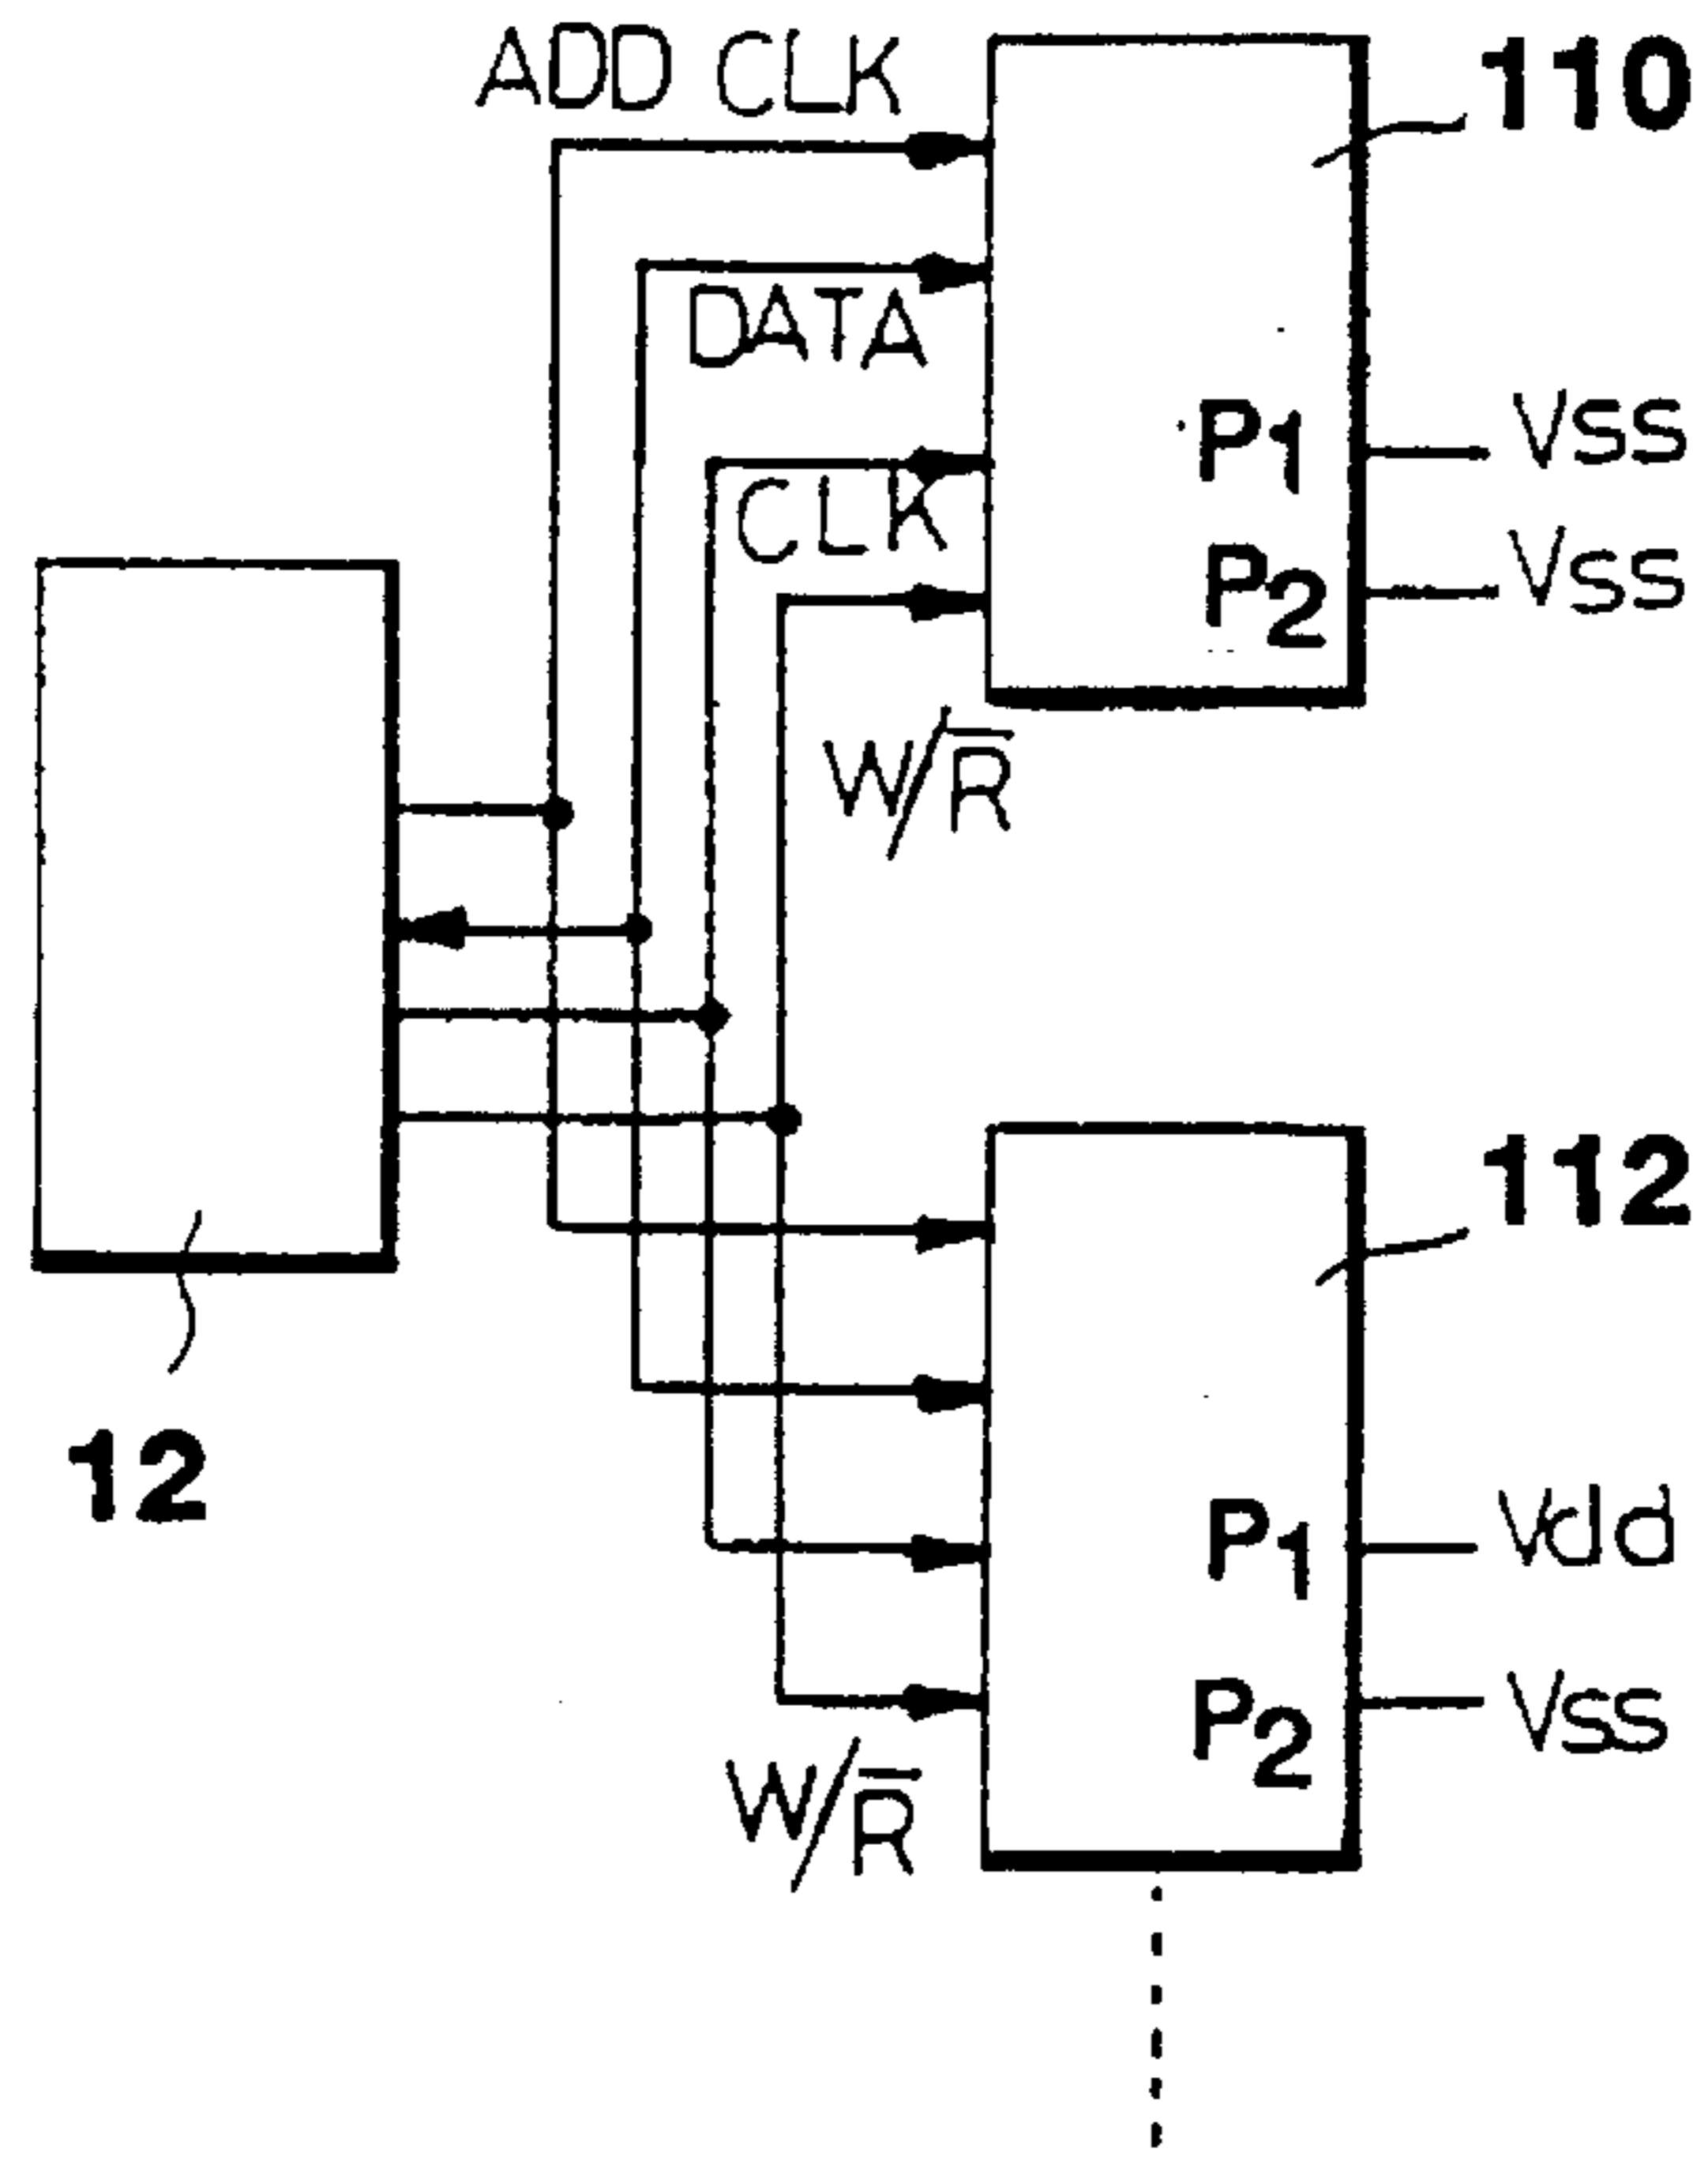 ADD CLK
110
DATA
P1 Vss
CLK
P2 Vss
W/R̅
112
12
P1 Vdd
P2 Vss
W/R̅